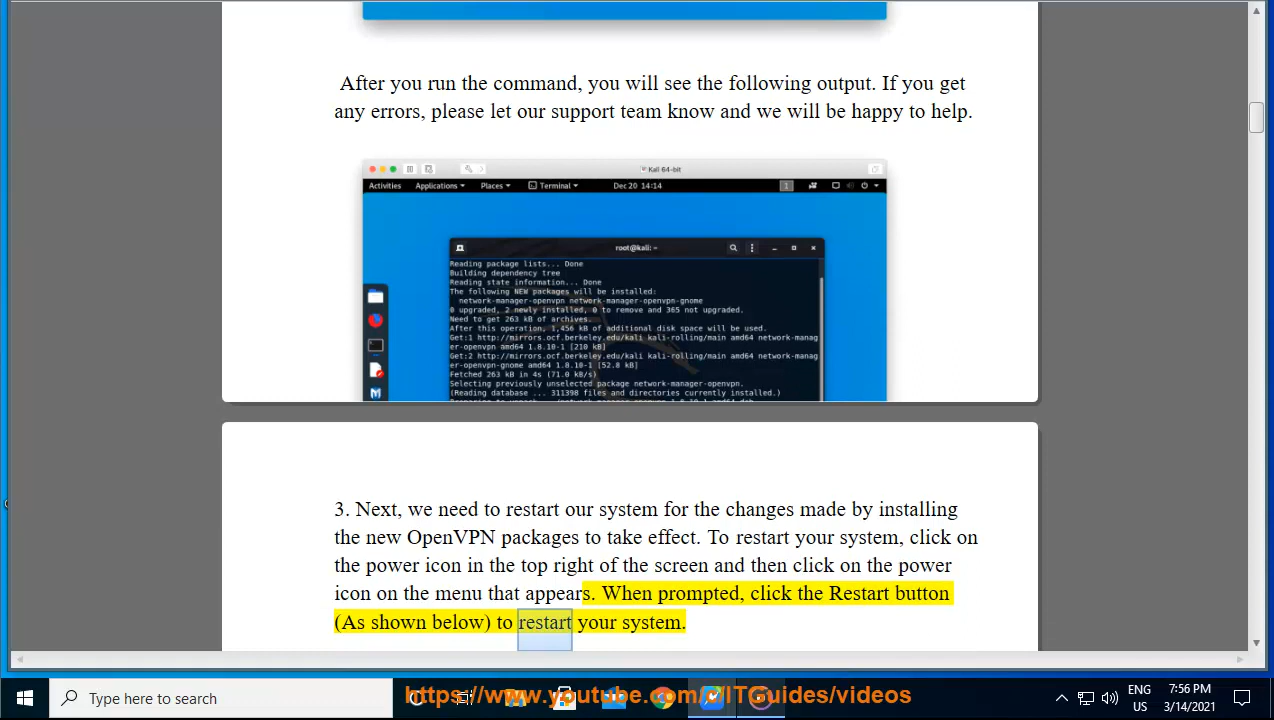 After you run the command, you will see the following output. If you get
any errors, please let our support team know and we will be happy to help.
Kali 64-bit
Activities Applications Places Terminal Dec 20 14:14 1
root@kali: ~
Reading package lists... Done
Building dependency tree
Reading state information... Done
The following NEW packages will be installed:
network-manager-openvpn network-manager-openvpn-gnome
0 upgraded, 2 newly installed, 0 to remove and 365 not upgraded.
Need to get 263 kB of archives.
After this operation, 1,456 kB of additional disk space will be used.
Get:1 http://mirrors.ocf.berkeley.edu/kali kali-rolling/main amd64 network-manag
er-openvpn amd64 1.8.10-1 [210 kB]
Get:2 http://mirrors.ocf.berkeley.edu/kali kali-rolling/main amd64 network-manag
er-openvpn-gnome amd64 1.8.10-1 [52.8 kB]
Fetched 263 kB in 4s (71.0 kB/s)
Selecting previously unselected package network-manager-openvpn.
(Reading database ... 311398 files and directories currently installed.)
3. Next, we need to restart our system for the changes made by installing
the new OpenVPN packages to take effect. To restart your system, click on
the power icon in the top right of the screen and then click on the power
icon on the menu that appears. When prompted, click the Restart button
(As shown below) to restart your system.
Type here to search
https://www.youtube.com/c/ITGuides/videos
ENG
US
7:56 PM
3/14/2021